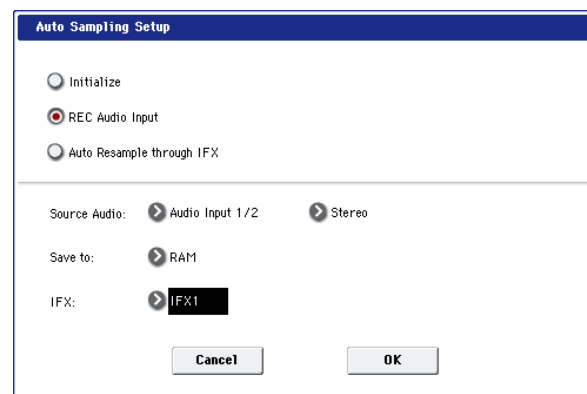 Auto Sampling Setup
Initialize
REC Audio Input
Auto Resample through IFX
Source Audio: Audio Input 1/2 Stereo
Save to: RAM
IFX: IFX1
Cancel OK